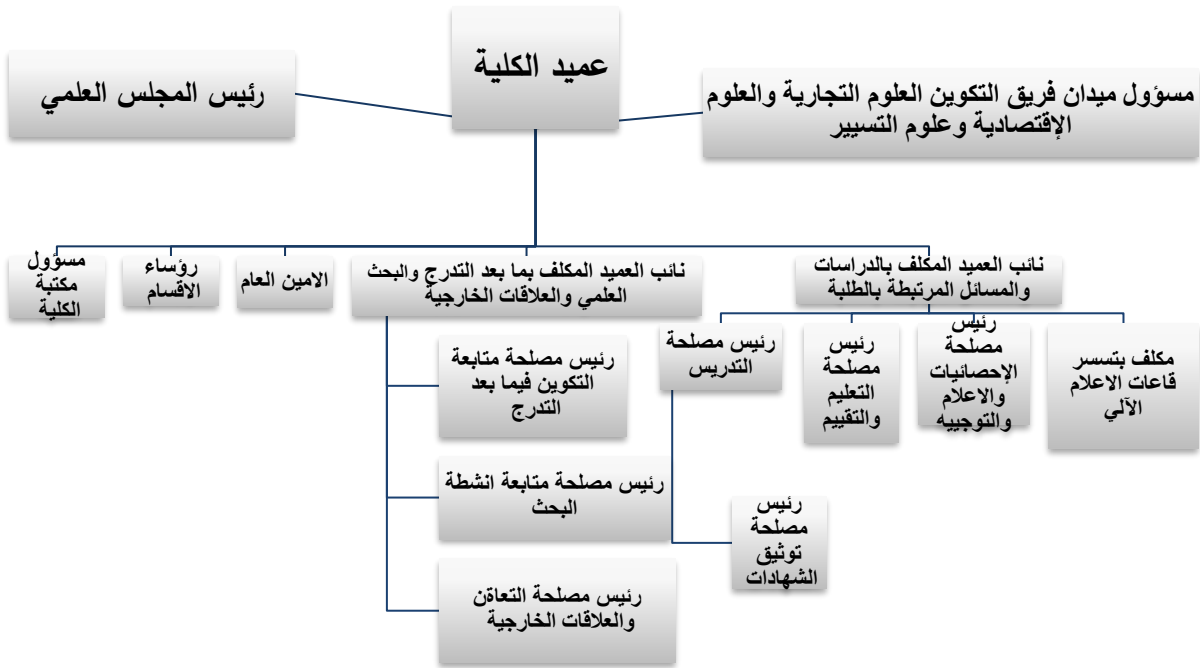 عميد الكلية
رئيس المجلس العلمي
مسؤول ميدان فريق التكوين العلوم التجارية والعلوم
الإقتصادية وعلوم التسيير
نائب العميد المكلف بالدراسات
والمسائل المرتبطة بالطلبة
نائب العميد المكلف بما بعد التدرج والبحث
العلمي والعلاقات الخارجية
الامين العام
رؤساء
الاقسام
مسؤول
مكتبة
الكلية
مكلف بتسسر
قاعات الاعلام
الآلي
رئيس
مصلحة
الإحصائيات
والاعلام
والتوجييه
رئيس
مصلحة
التعليم
والتقييم
رئيس مصلحة
التدريس
رئيس
مصلحة
توثيق
الشهادات
رئيس مصلحة متابعة
التكوين فيما بعد
التدرج
رئيس مصلحة متابعة انشطة
البحث
رئيس مصلحة التعاةن
والعلاقات الخارجية